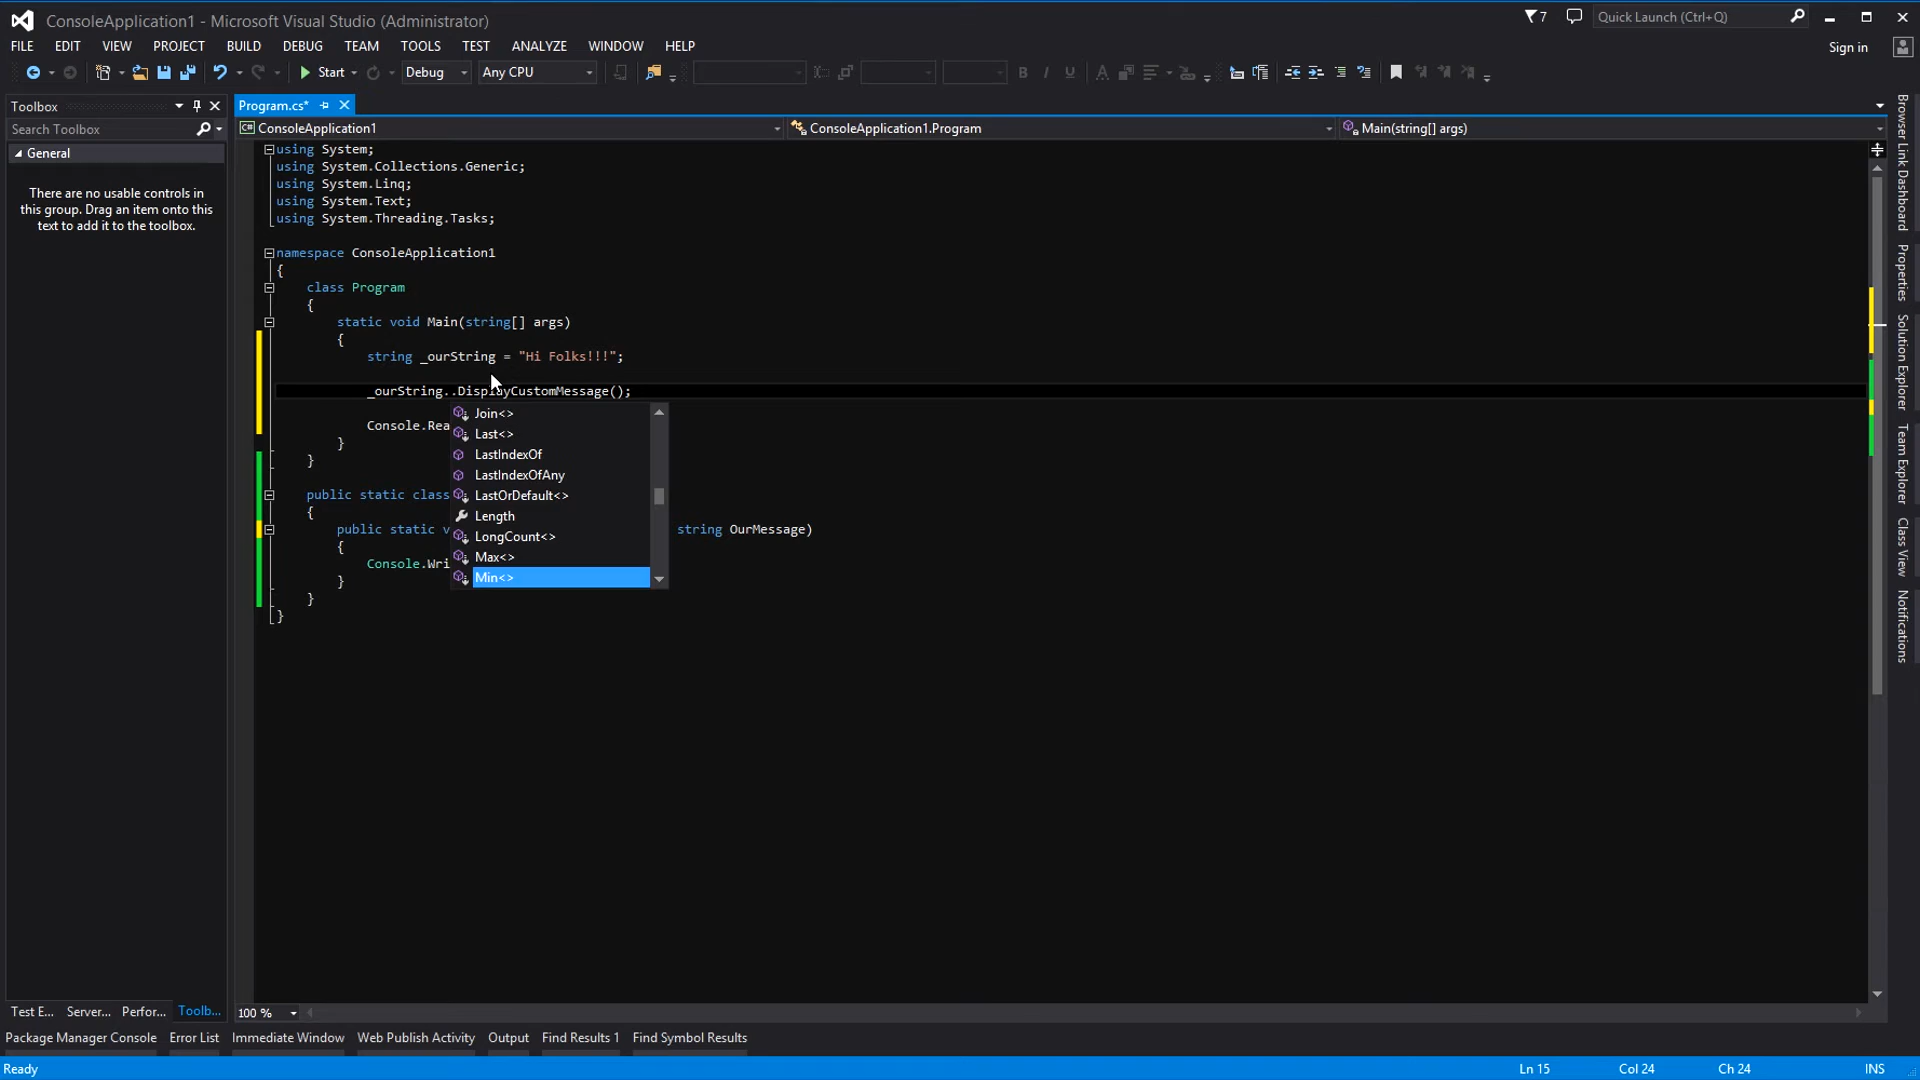 ConsoleApplication1 - Microsoft Visual Studio (Administrator)
7
Quick Launch (Ctrl+Q)
FILE EDIT VIEW PROJECT BUILD DEBUG TEAM TOOLS TEST ANALYZE WINDOW HELP
Sign in
Start Debug Any CPU
Toolbox
Search Toolbox
General
There are no usable controls in
this group. Drag an item onto this
text to add it to the toolbox.
Program.cs*
ConsoleApplication1 ConsoleApplication1.Program Main(string[] args)
using System;
using System.Collections.Generic;
using System.Linq;
using System.Text;
using System.Threading.Tasks;
namespace ConsoleApplication1
{
class Program
{
static void Main(string[] args)
{
string _ourString = "Hi Folks!!!";
_ourString..DisplayCustomMessage();
Console.Rea
}
}
public static class
{
public static v string OurMessage)
{
Console.Wri
}
}
}
Join<>
Last<>
LastIndexOf
LastIndexOfAny
LastOrDefault<>
Length
LongCount<>
Max<>
Min<>
Browser Link Dashboard
Properties
Solution Explorer
Team Explorer
Class View
Notifications
Test E... Server... Perfor... Toolb...
100 %
Package Manager Console Error List Immediate Window Web Publish Activity Output Find Results 1 Find Symbol Results
Ready Ln 15 Col 24 Ch 24 INS